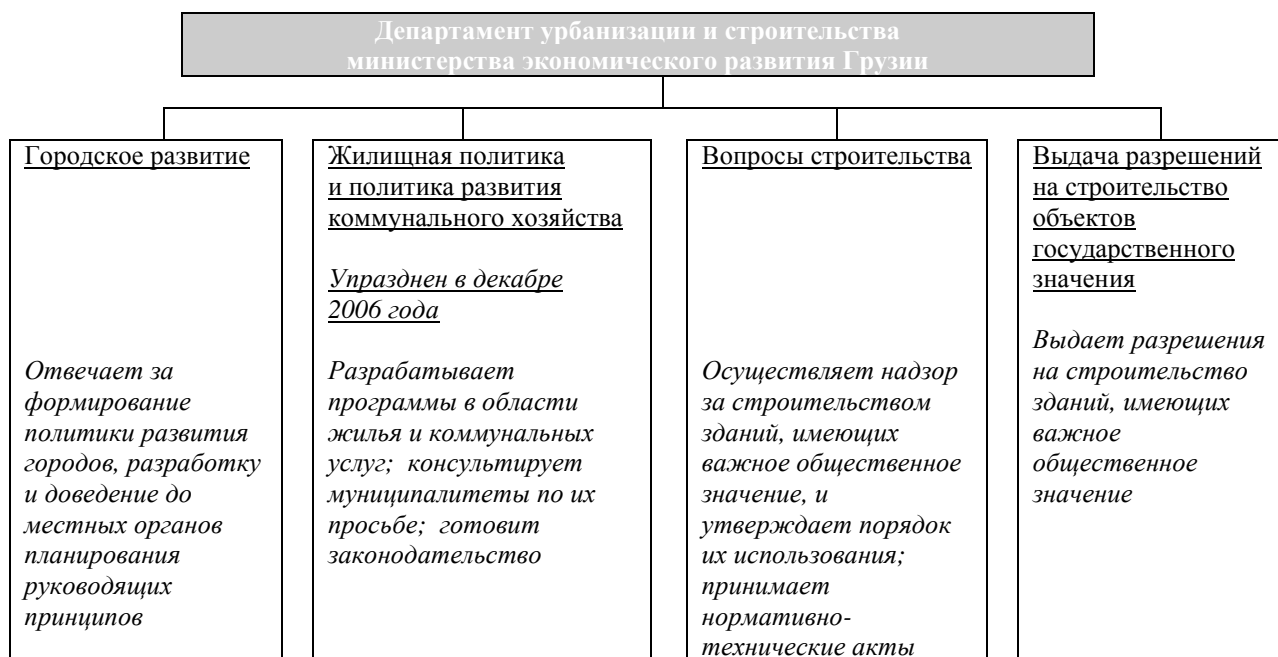 Департамент урбанизации и строительства
министерства экономического развития Грузии
Городское развитие
Отвечает за
формирование
политики развития
городов, разработку
и доведение до
местных органов
планирования
руководящих
принципов
Жилищная политика
и политика развития
коммунального хозяйства
Упразднен в декабре
2006 года
Разрабатывает
программы в области
жилья и коммунальных
услуг; консультирует
муниципалитеты по их
просьбе; готовит
законодательство
Вопросы строительства
Осуществляет надзор
за строительством
зданий, имеющих
важное общественное
значение, и
утверждает порядок
их использования;
принимает
нормативно-
технические акты
Выдача разрешений
на строительство
объектов
государственного
значения
Выдает разрешения
на строительство
зданий, имеющих
важное
общественное
значение